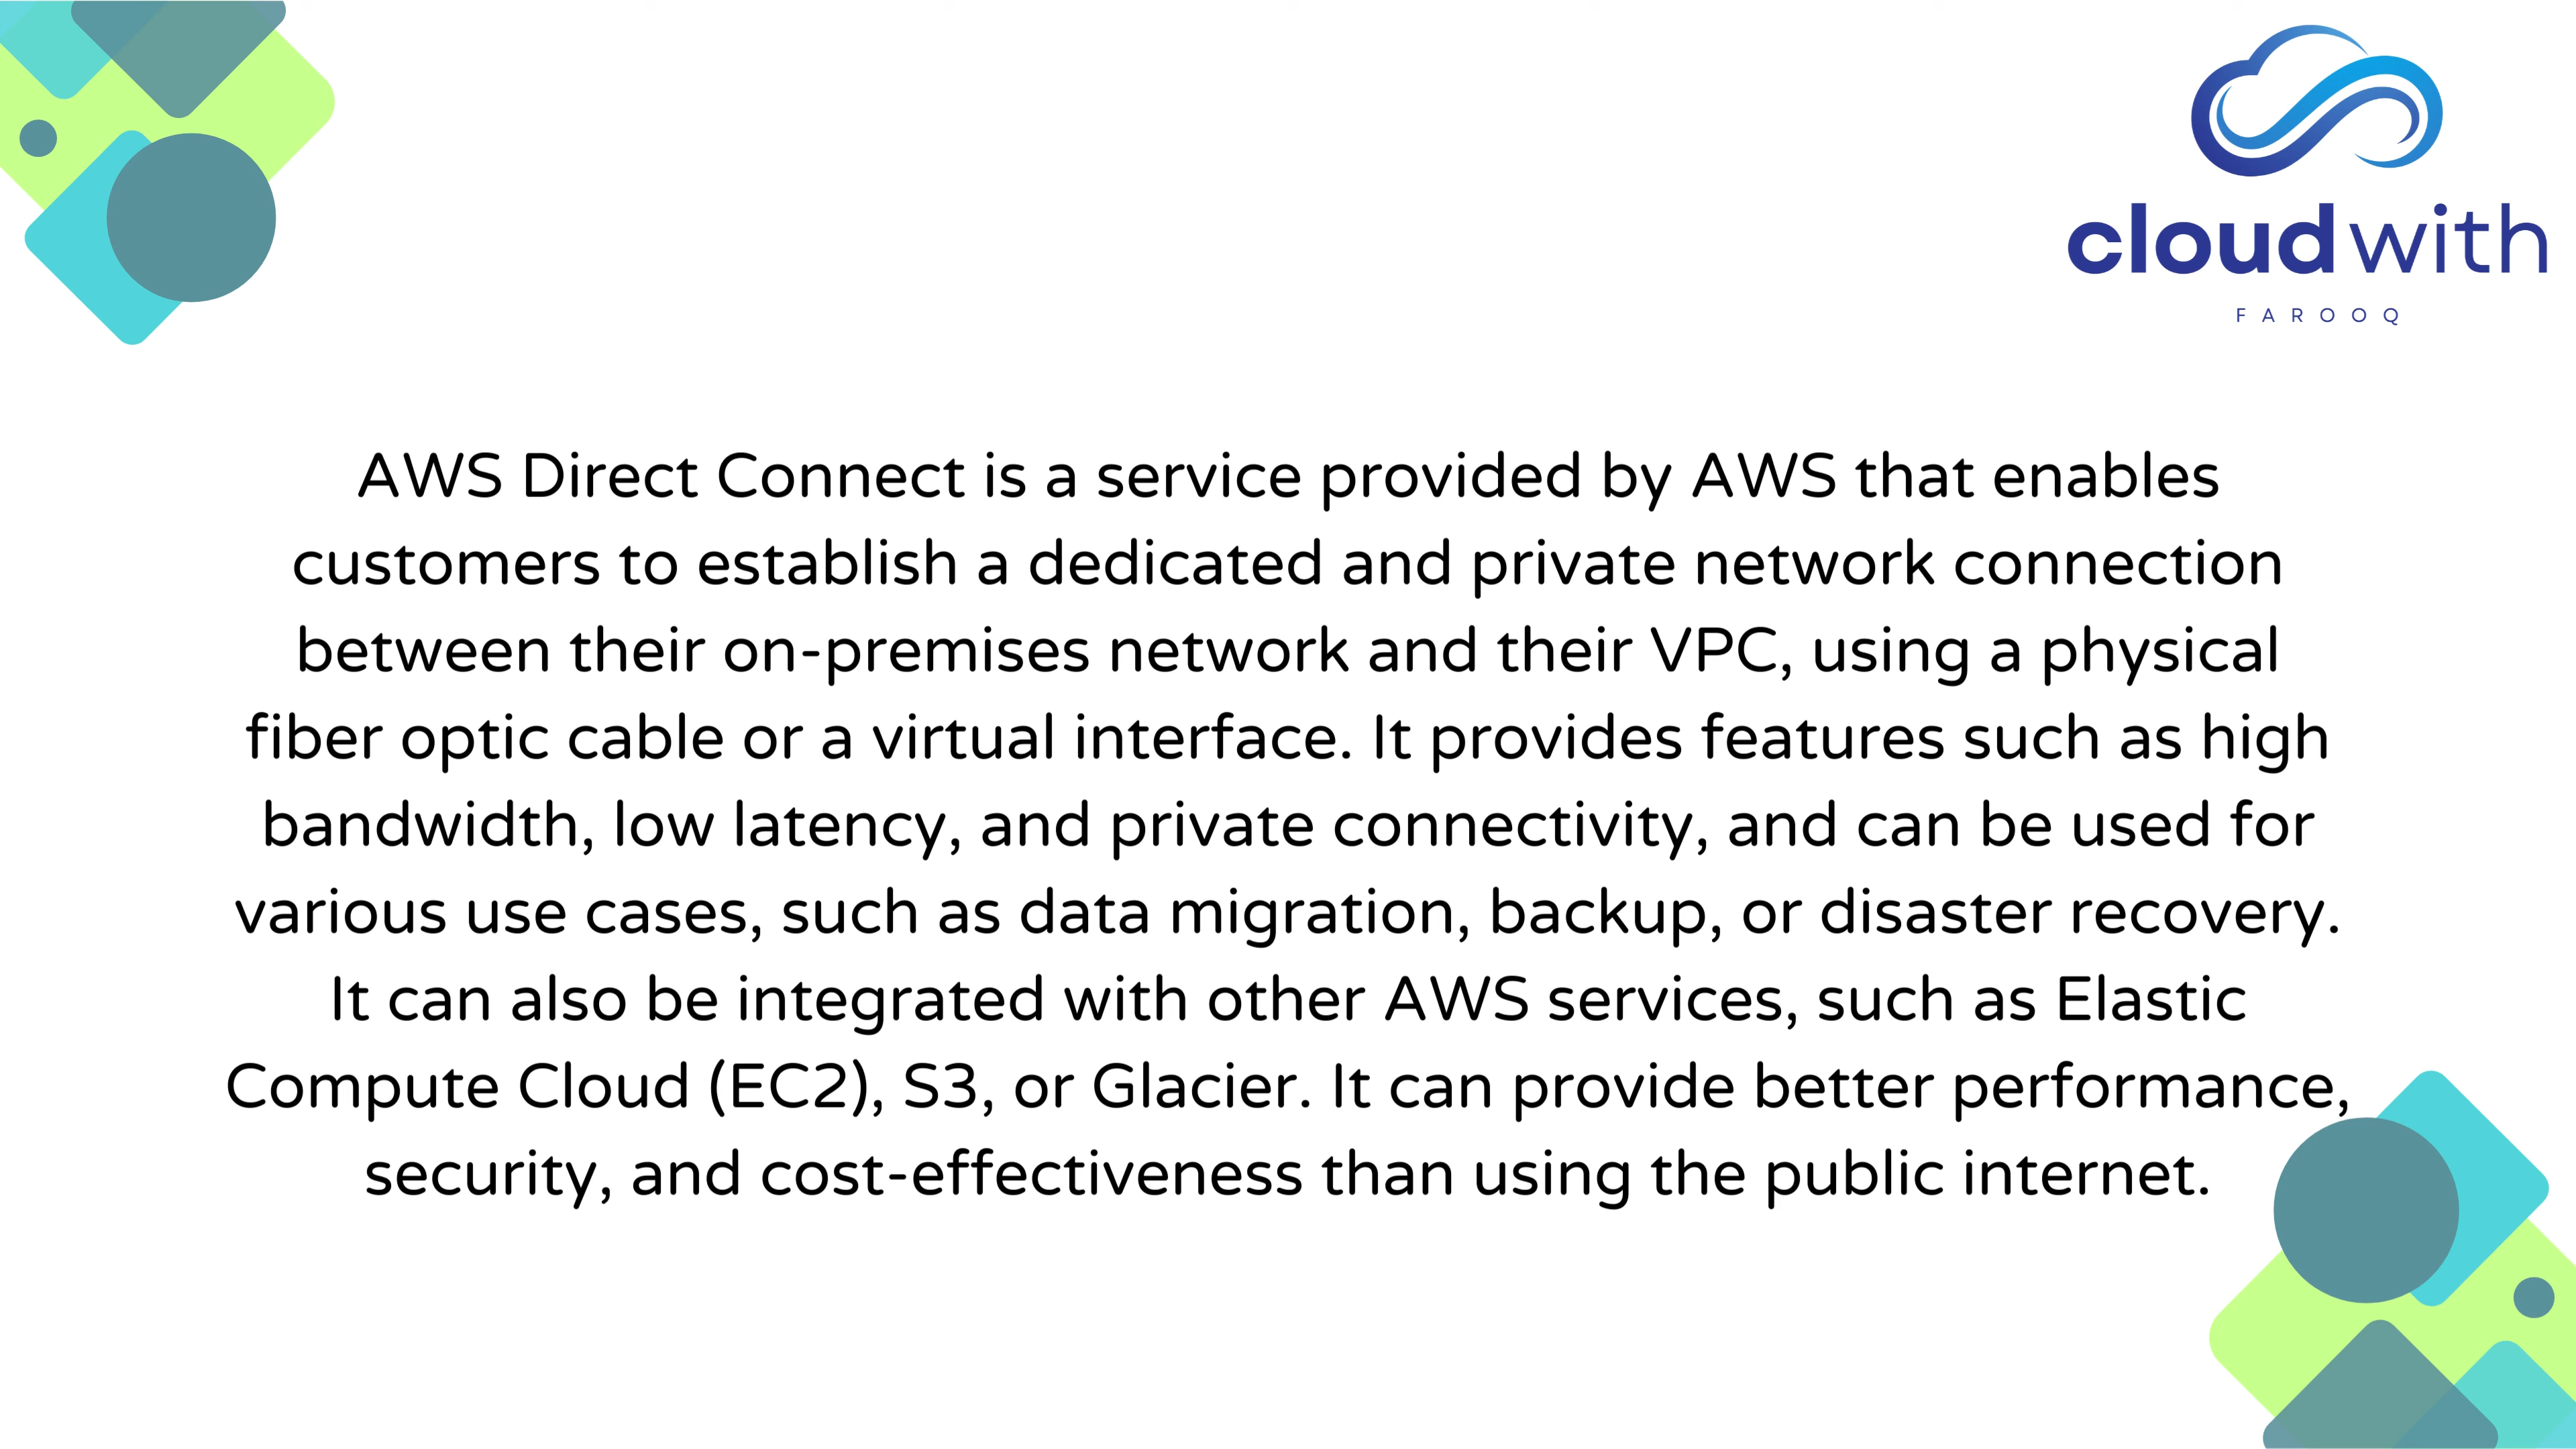 cloudwith
FAROOQ
AWS Direct Connect is a service provided by AWS that enables
customers to establish a dedicated and private network connection
between their on-premises network and their VPC, using a physical
fiber optic cable or a virtual interface. It provides features such as high
bandwidth, low latency, and private connectivity, and can be used for
various use cases, such as data migration, backup, or disaster recovery.
It can also be integrated with other AWS services, such as Elastic
Compute Cloud (EC2), S3, or Glacier. It can provide better performance,
security, and cost-effectiveness than using the public internet.